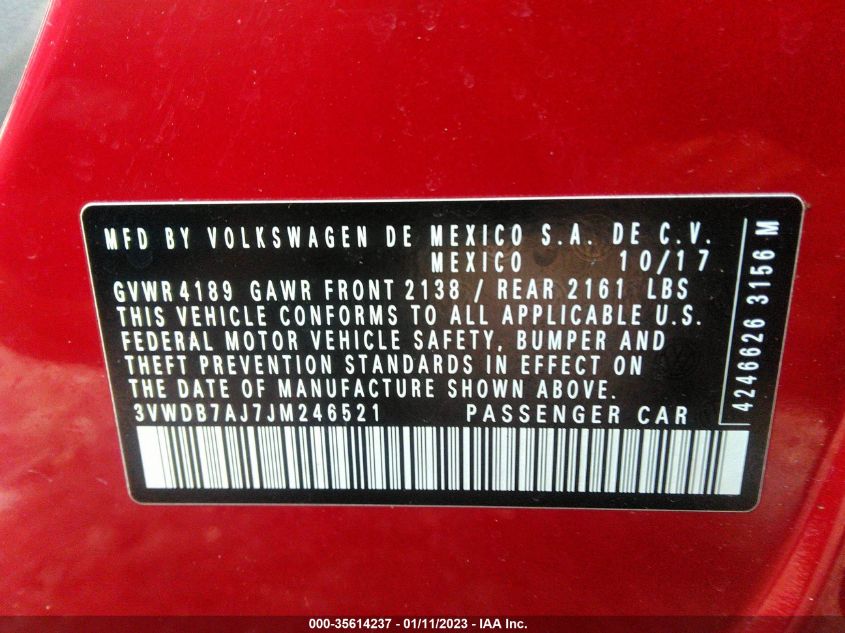 MFD BY VOLKSWAGEN DE MEXICO S.A. DE C.V.
MEXICO 10/17
GVWR 4189 GAWR FRONT 2138 / REAR 2161 LBS
THIS VEHICLE CONFORMS TO ALL APPLICABLE U.S.
FEDERAL MOTOR VEHICLE SAFETY, BUMPER AND
THEFT PREVENTION STANDARDS IN EFFECT ON
THE DATE OF MANUFACTURE SHOWN ABOVE.
3VWDB7AJ7JM246521 PASSENGER CAR
4246626 3156 M
000-35614237 - 01/11/2023 - IAA Inc.